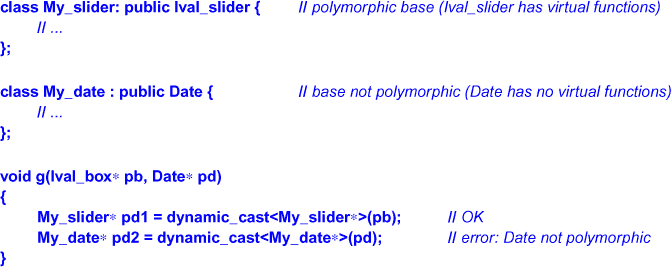 class My_slider: public Ival_slider { // polymorphic base (Ival_slider has virtual functions)
// ...
};
class My_date : public Date { // base not polymorphic (Date has no virtual functions)
// ...
};
void g(Ival_box* pb, Date* pd)
{
My_slider* pd1 = dynamic_cast<My_slider*>(pb); // OK
My_date* pd2 = dynamic_cast<My_date*>(pd); // error: Date not polymorphic
}